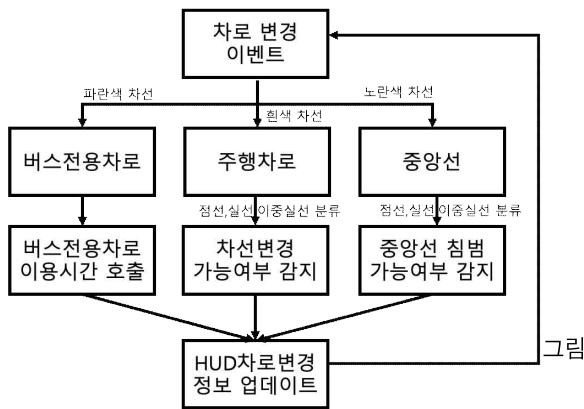 차로 변경
이벤트
파란색 차선
흰색 차선
노란색 차선
버스전용차로
주행차로
중앙선
점선,실선,이중실선 분류
점선,실선,이중실선 분류
버스전용차로
이용시간 호출
차선변경
가능여부 감지
중앙선 침범
가능여부 감지
HUD차로변경
정보 업데이트
그림